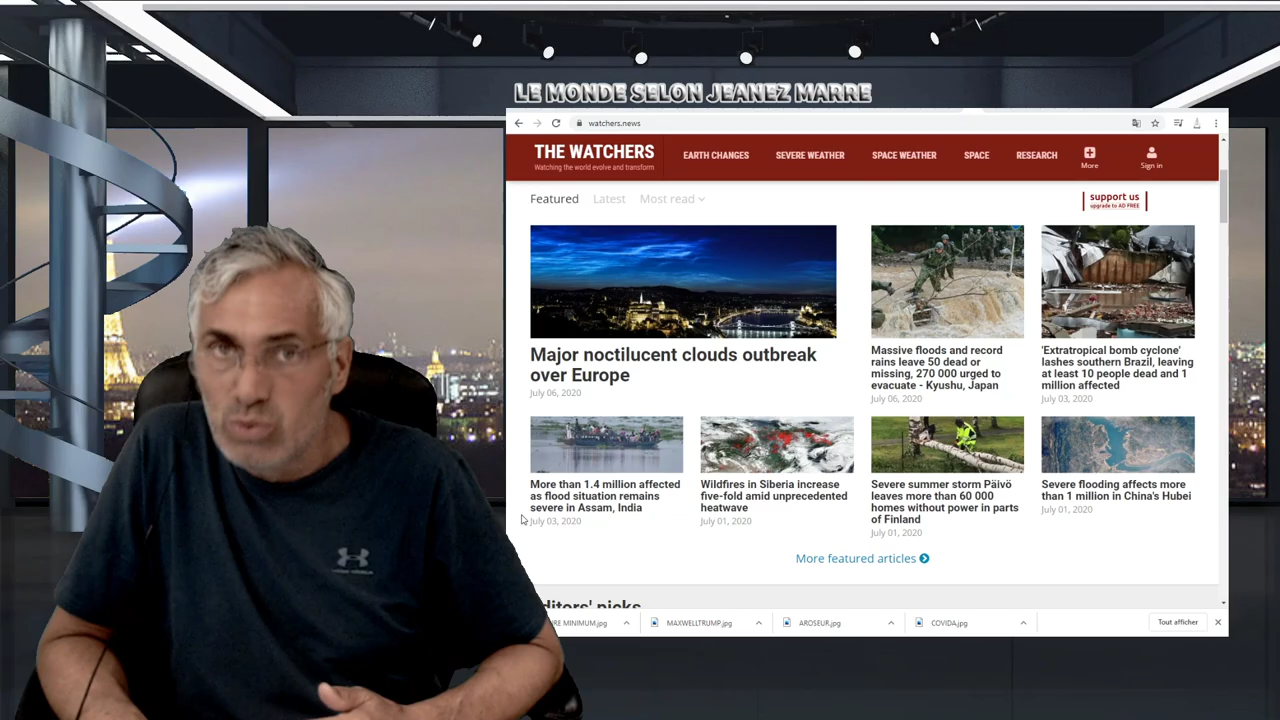 LE MONDE SELON JEANEZ MARRE
watchers.news
THE WATCHERS
Watching the world evolve and transform
EARTH CHANGES
SEVERE WEATHER
SPACE WEATHER
SPACE
RESEARCH
More
Sign in
Featured
Latest
Most read
support us
upgrade to AD FREE
Major noctilucent clouds outbreak
over Europe
July 06, 2020
Massive floods and record
rains leave 50 dead or
missing, 270 000 urged to
evacuate - Kyushu, Japan
July 06, 2020
'Extratropical bomb cyclone'
lashes southern Brazil, leaving
at least 10 people dead and 1
million affected
July 03, 2020
More than 1.4 million affected
as flood situation remains
severe in Assam, India
July 03, 2020
Wildfires in Siberia increase
five-fold amid unprecedented
heatwave
July 01, 2020
Severe summer storm Päivö
leaves more than 60 000
homes without power in parts
of Finland
July 01, 2020
Severe flooding affects more
than 1 million in China's Hubei
July 01, 2020
More featured articles
ditors' picks
RE MINIMUM.jpg
MAXWELLTRUMP.jpg
AROSEUR.jpg
COVIDA.jpg
Tout afficher